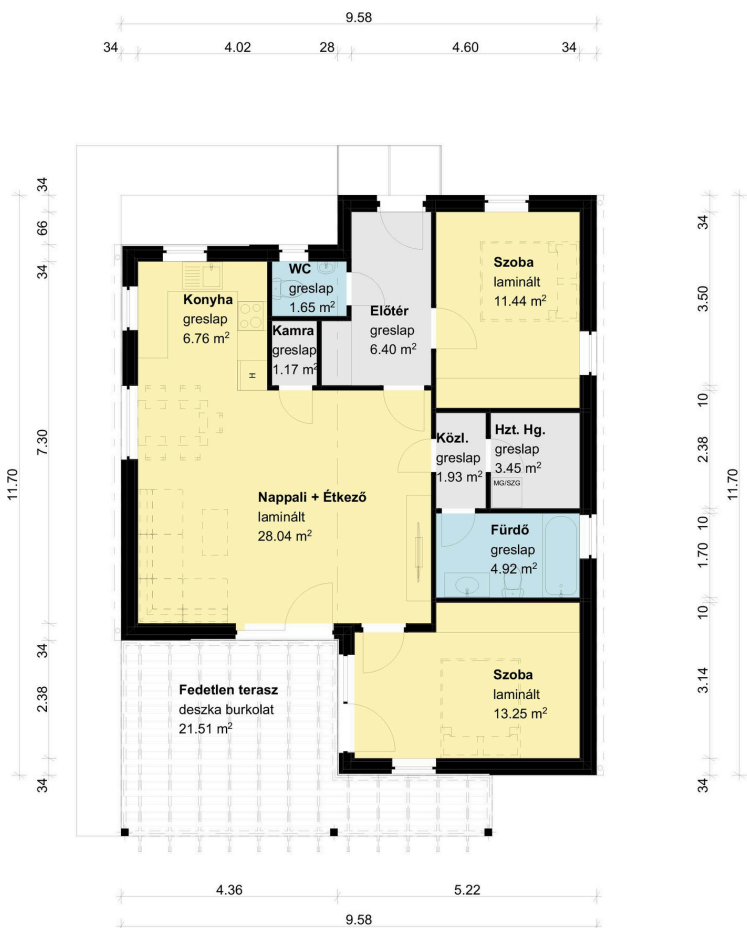 9.58
34
4.02
28
4.60
34
34
66
34
7.30
34
2.38
34
11.70
34
3.50
10
2.38
10
1.70
10
3.14
34
11.70
WC
greslap
1.65 m²
Konyha
greslap
6.76 m²
Kamra
greslap
1.17 m²
Előtér
greslap
6.40 m²
Szoba
laminált
11.44 m²
H
Közl.
greslap
1.93 m²
Hzt. Hg.
greslap
3.45 m²
MG/SZG
Nappali + Étkező
laminált
28.04 m²
Fürdő
greslap
4.92 m²
Fedetlen terasz
deszka burkolat
21.51 m²
Szoba
laminált
13.25 m²
4.36
5.22
9.58